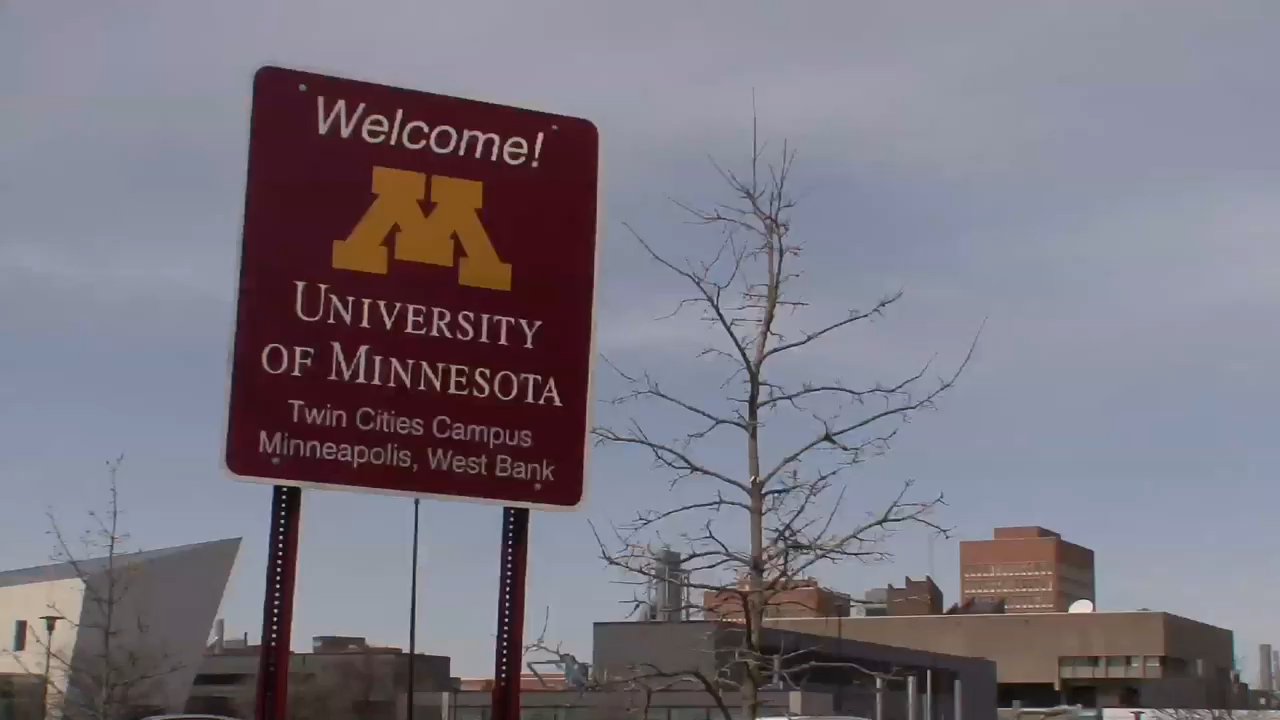 Welcome!
M
UNIVERSITY
OF MINNESOTA
Twin Cities Campus
Minneapolis, West Bank